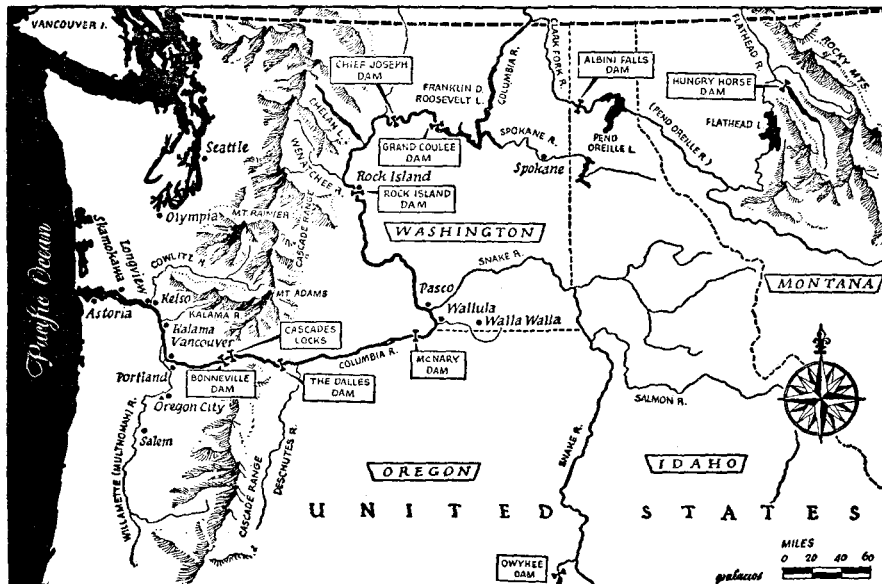 VANCOUVER I.
CHIEF JOSEPH
DAM
FRANKLIN D.
ROOSEVELT L.
COLUMBIA R.
CLARK FORK R.
ALBINI FALLS
DAM
FLATHEAD R.
ROCKY MTS.
HUNGRY HORSE
DAM
CHELAN L.
GRAND COULEE
DAM
SPOKANE R.
PEND
OREILLE L.
(PEND OREILLE R.)
FLATHEAD L.
Seattle
WENATCHEE R.
Spokane
Rock Island
ROCK ISLAND
DAM
Olympia
MT. RAINIER
CASCADE RANGE
WASHINGTON
Pacific Ocean
Skamokawa
Longview
COWLITZ R.
SNAKE R.
MONTANA
MT. ADAMS
Pasco
Astoria
Kelso
KALAMA R.
Wallula
Walla Walla
Kalama
Vancouver
CASCADES
LOCKS
COLUMBIA R.
MCNARY
DAM
Portland
BONNEVILLE
DAM
THE DALLES
DAM
SALMON R.
Oregon City
Salem
WILLAMETTE (MULTNOMAH) R.
CASCADE RANGE
DESCHUTES R.
SNAKE R.
OREGON
IDAHO
UNITED STATES
OWYHEE
DAM
MILES
0 20 40 60